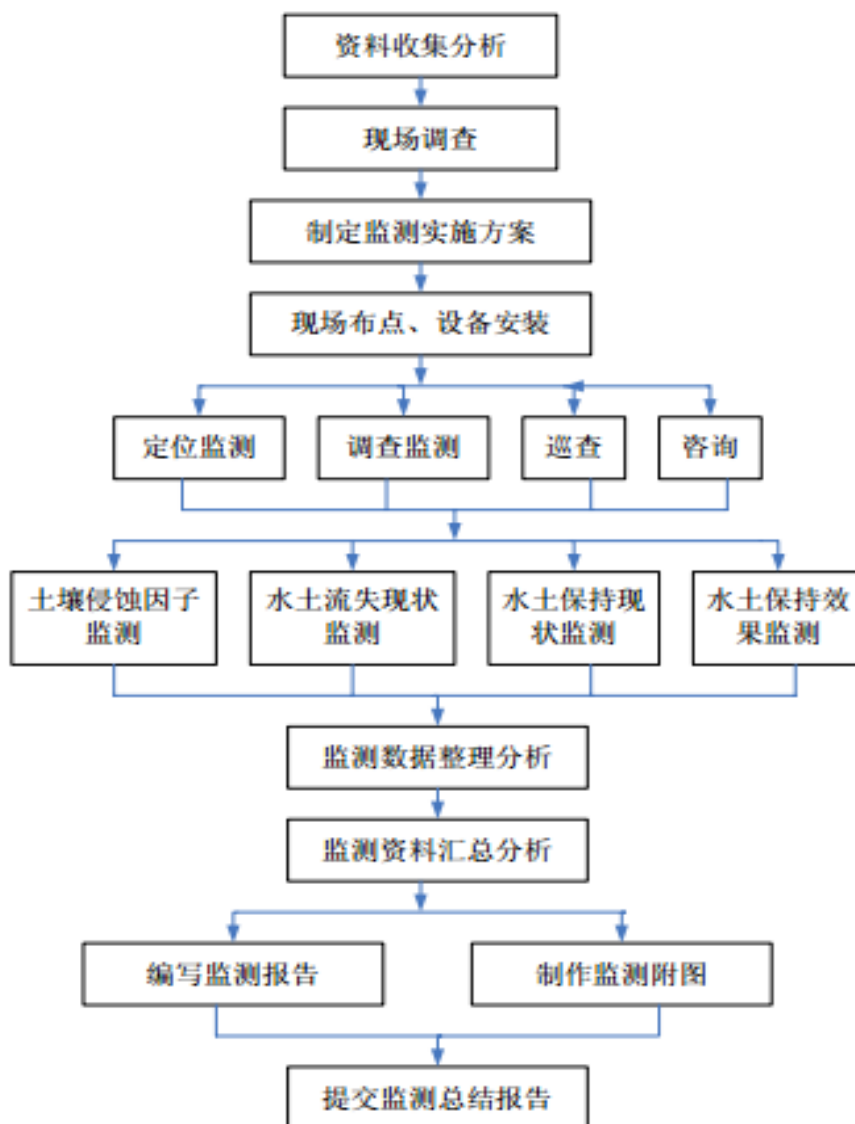 资料收集分析
现场调查
制定监测实施方案
现场布点、设备安装
定位监测
调查监测
巡查
咨询
土壤侵蚀因子
监测
水土流失现状
监测
水土保持现
状监测
水土保持效
果监测
监测数据整理分析
监测资料汇总分析
编写监测报告
制作监测附图
提交监测总结报告